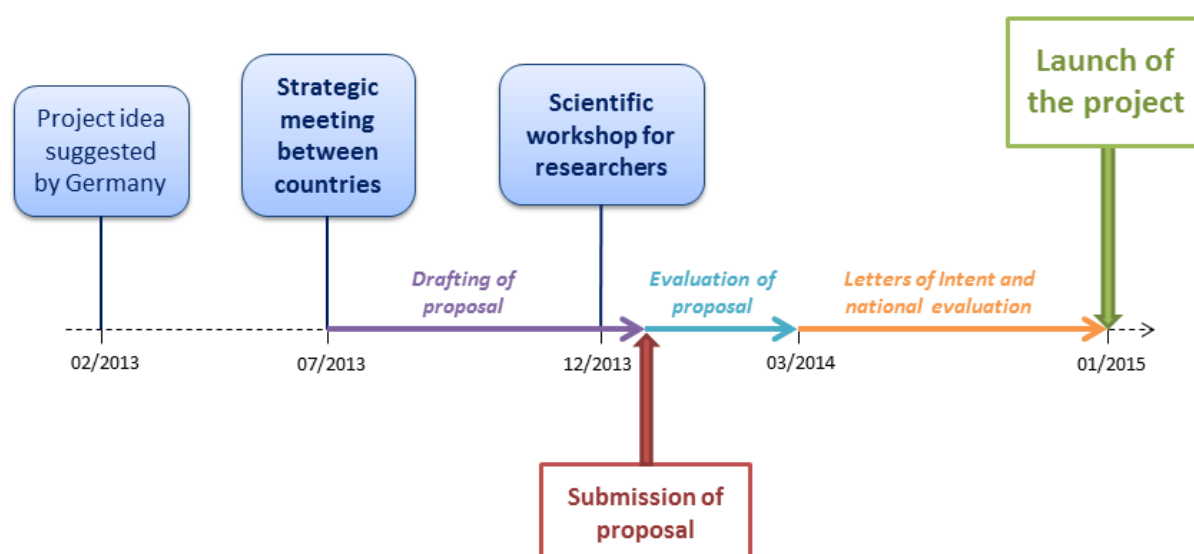 Project idea
suggested
by Germany
Strategic
meeting
between
countries
Scientific
workshop for
researchers
Launch of
the project
Drafting of
proposal
Evaluation of
proposal
Letters of Intent and
national evaluation
02/2013
07/2013
12/2013
03/2014
01/2015
Submission of
proposal